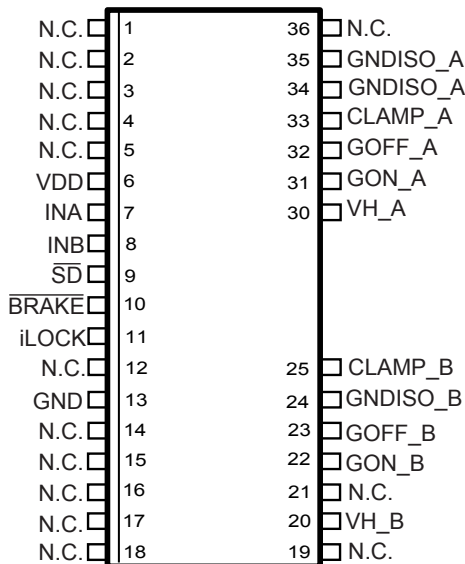 N.C. 1 36 N.C.
N.C. 2 35 GNDISO_A
N.C. 3 34 GNDISO_A
N.C. 4 33 CLAMP_A
N.C. 5 32 GOFF_A
VDD 6 31 GON_A
INA 7 30 VH_A
INB 8
SD 9
BRAKE 10
iLOCK 11
N.C. 12 25 CLAMP_B
GND 13 24 GNDISO_B
N.C. 14 23 GOFF_B
N.C. 15 22 GON_B
N.C. 16 21 N.C.
N.C. 17 20 VH_B
N.C. 18 19 N.C.